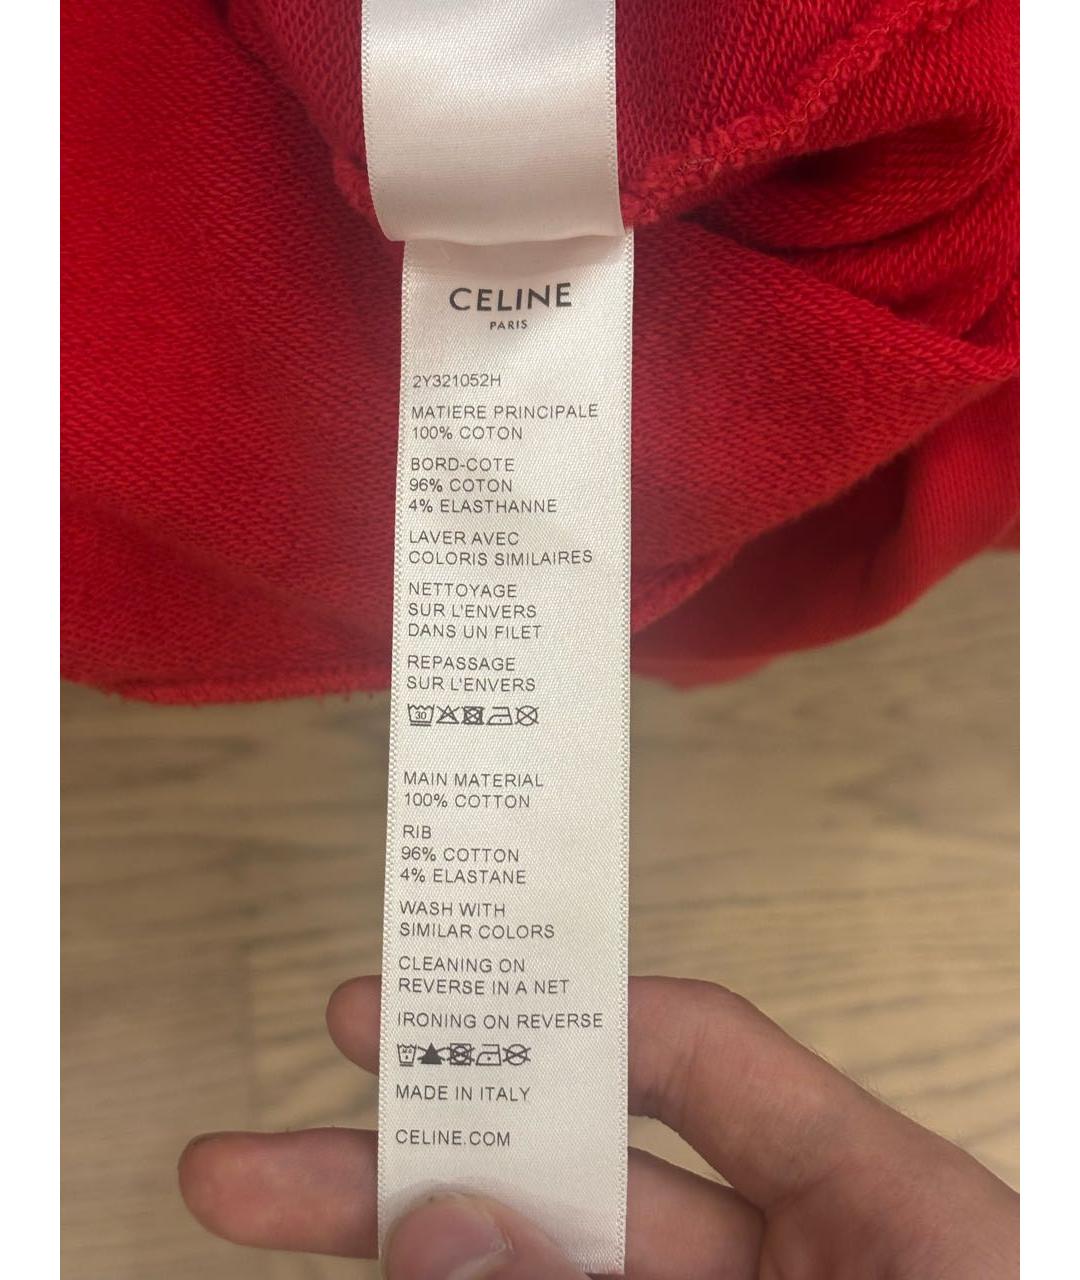 CELINE
PARIS
2Y321052H
MATIERE PRINCIPALE
100% COTON
BORD-COTE
96% COTON
4% ELASTHANNE
LAVER AVEC
COLORIS SIMILAIRES
NETTOYAGE
SUR L'ENVERS
DANS UN FILET
REPASSAGE
SUR L'ENVERS
30
MAIN MATERIAL
100% COTTON
RIB
96% COTTON
4% ELASTANE
WASH WITH
SIMILAR COLORS
CLEANING ON
REVERSE IN A NET
IRONING ON REVERSE
MADE IN ITALY
CELINE.COM